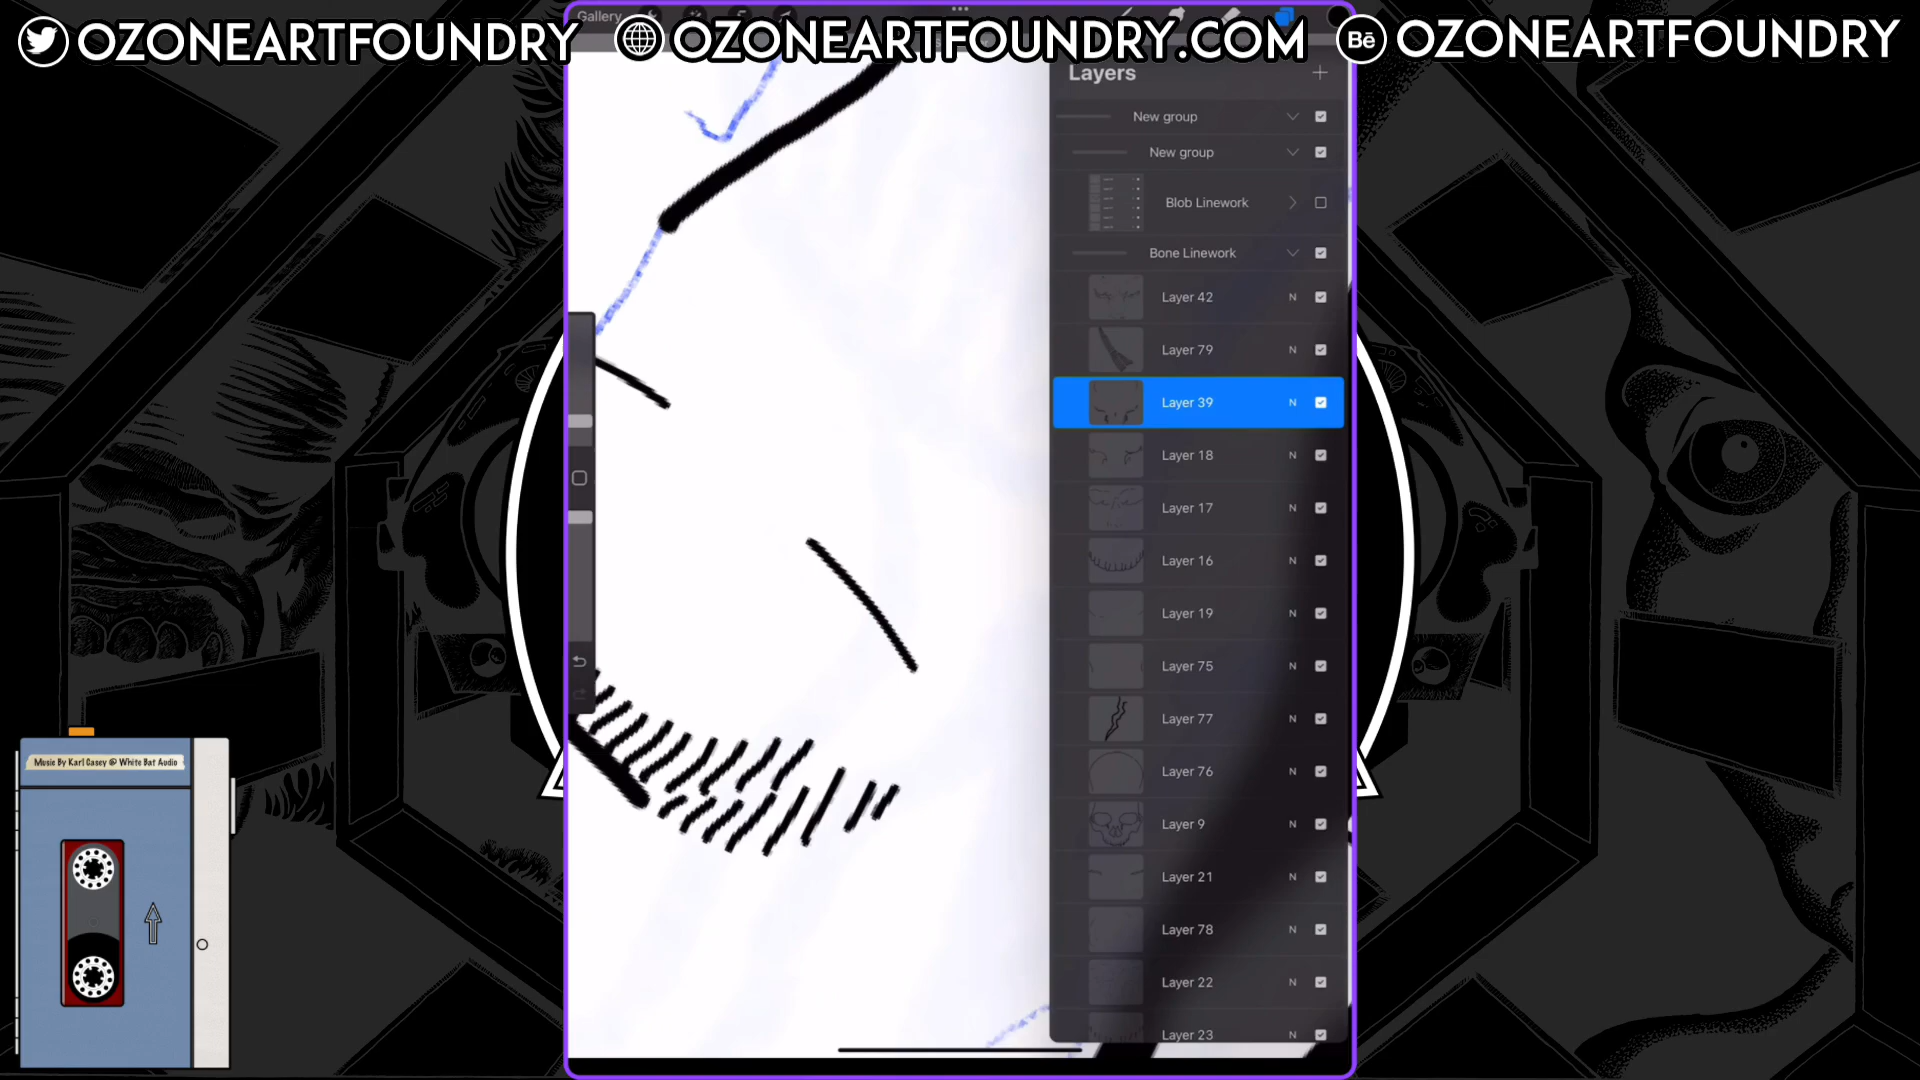 OZONEARTFOUNDRY OZONEARTFOUNDRY.COM Bē OZONEARTFOUNDRY
Gallery
Layers
New group
New group
Blob Linework
Bone Linework
Layer 42 N
Layer 79 N
Layer 39 N
Layer 18 N
Layer 17 N
Layer 16 N
Layer 19 N
Layer 75 N
Layer 77 N
Layer 76 N
Layer 9 N
Layer 21 N
Layer 78 N
Layer 22 N
Layer 23 N
Music By Karl Casey @ White Bat Audio